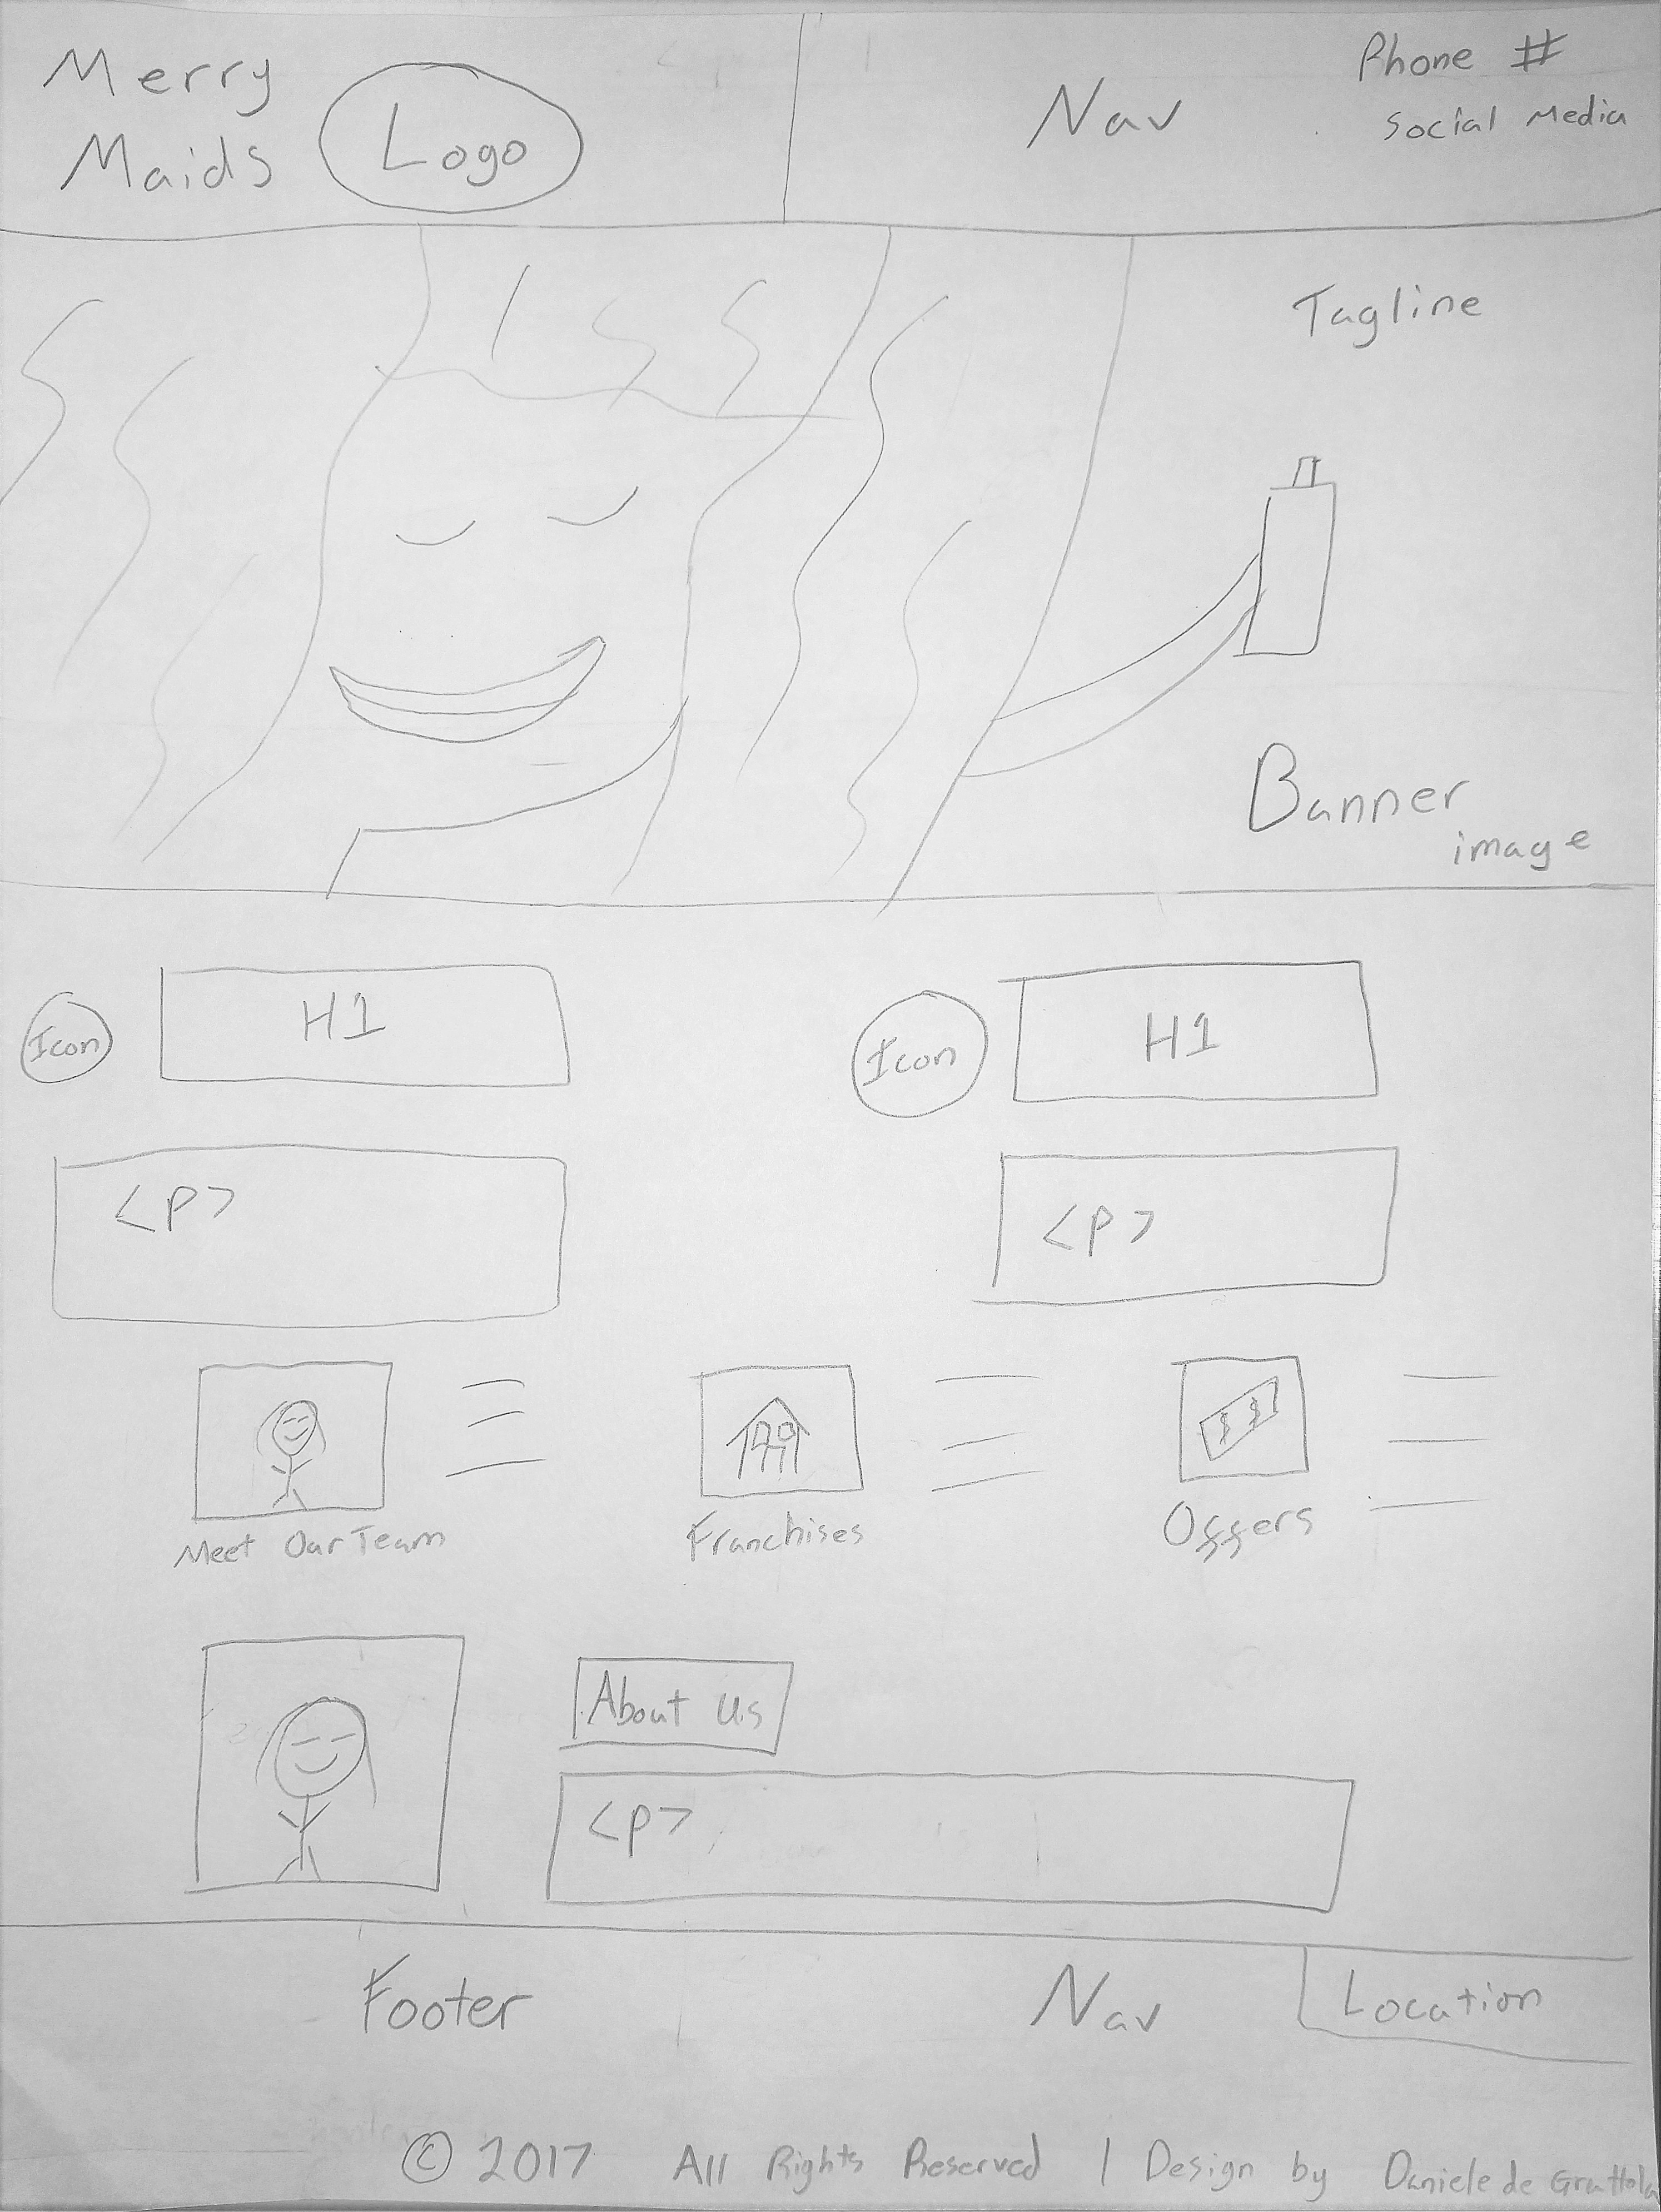 Merry
Maids
Logo
Nav
Phone #
Social Media
Tagline
Banner
image
Icon
H1
Icon
H1
<P>
<P>
$ $
Meet Our Team
Franchises
Offers
About Us
<P>
Footer
Nav
Location
© 2017 All Rights Reserved | Design by Daniele de Grattola